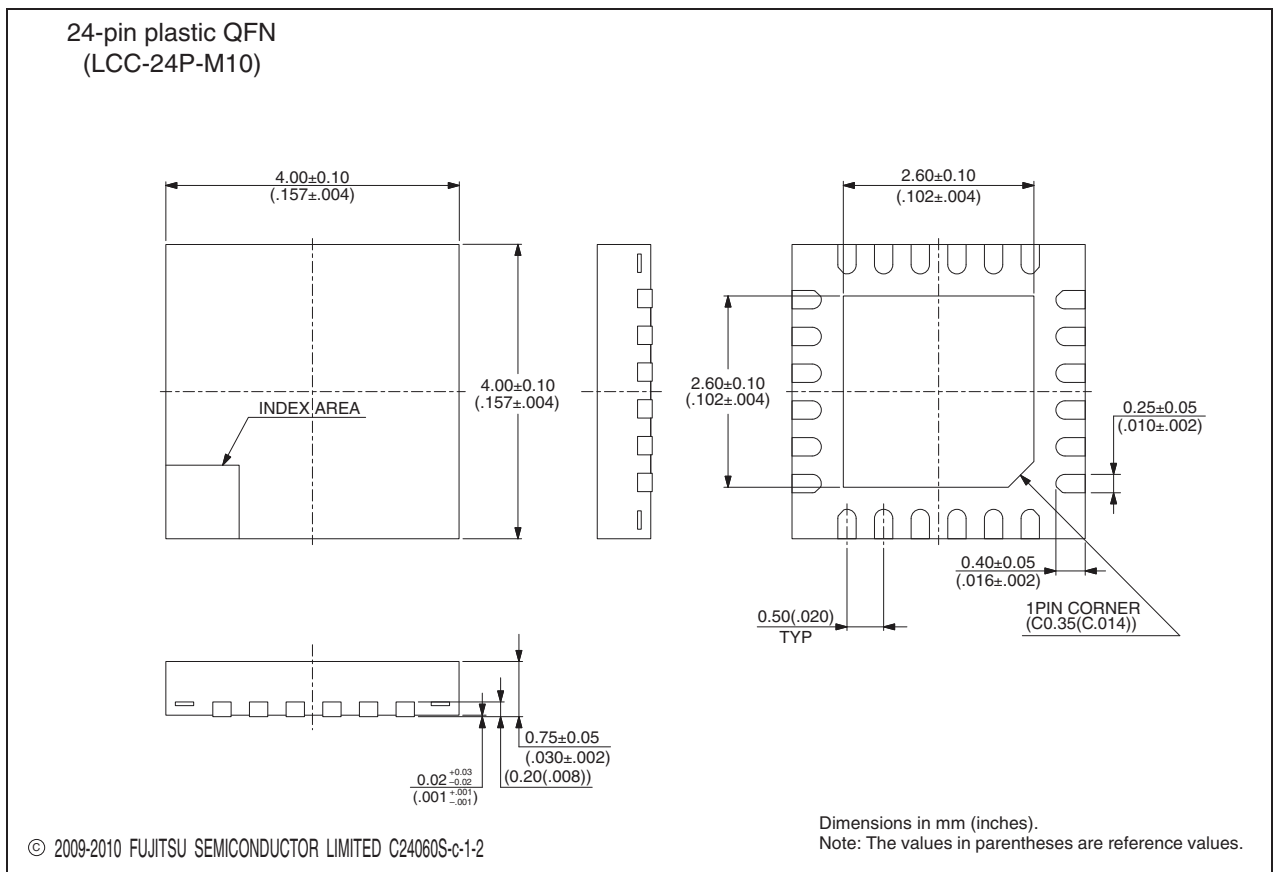 24-pin plastic QFN
(LCC-24P-M10)
4.00±0.10
(.157±.004)
2.60±0.10
(.102±.004)
4.00±0.10
(.157±.004)
2.60±0.10
(.102±.004)
INDEX AREA
0.25±0.05
(.010±.002)
0.40±0.05
(.016±.002)
1PIN CORNER
(C0.35(C.014))
0.50(.020)
TYP
0.75±0.05
(.030±.002)
(0.20(.008))
0.02 +0.03 −0.02
(.001 +.001 −.001)
Dimensions in mm (inches).
Note: The values in parentheses are reference values.
© 2009-2010 FUJITSU SEMICONDUCTOR LIMITED C24060S-c-1-2